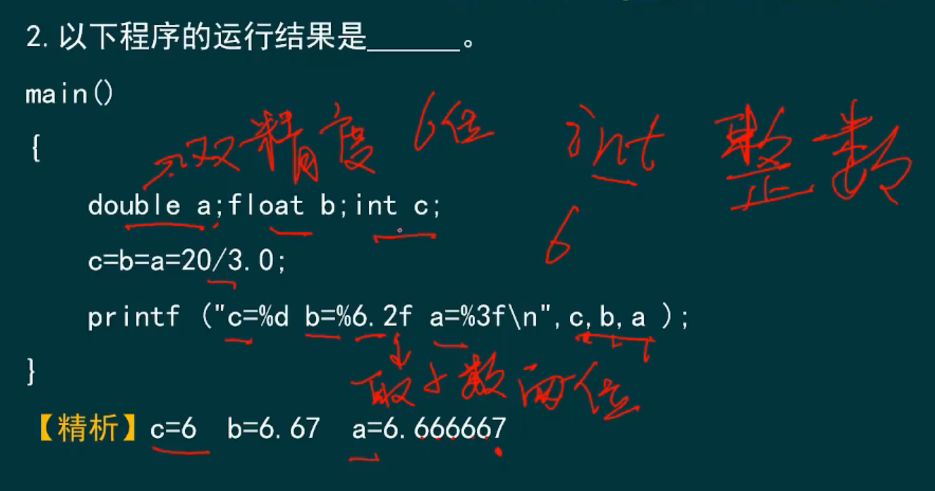 2.以下程序的运行结果是______。
main()
{
双精度 6位 int 整数
double a;float b;int c;
6
c=b=a=20/3.0;
printf ("c=%d b=%6.2f a=%3f\n",c,b,a );
}
取小数两位
【精析】c=6 b=6.67 a=6.666667